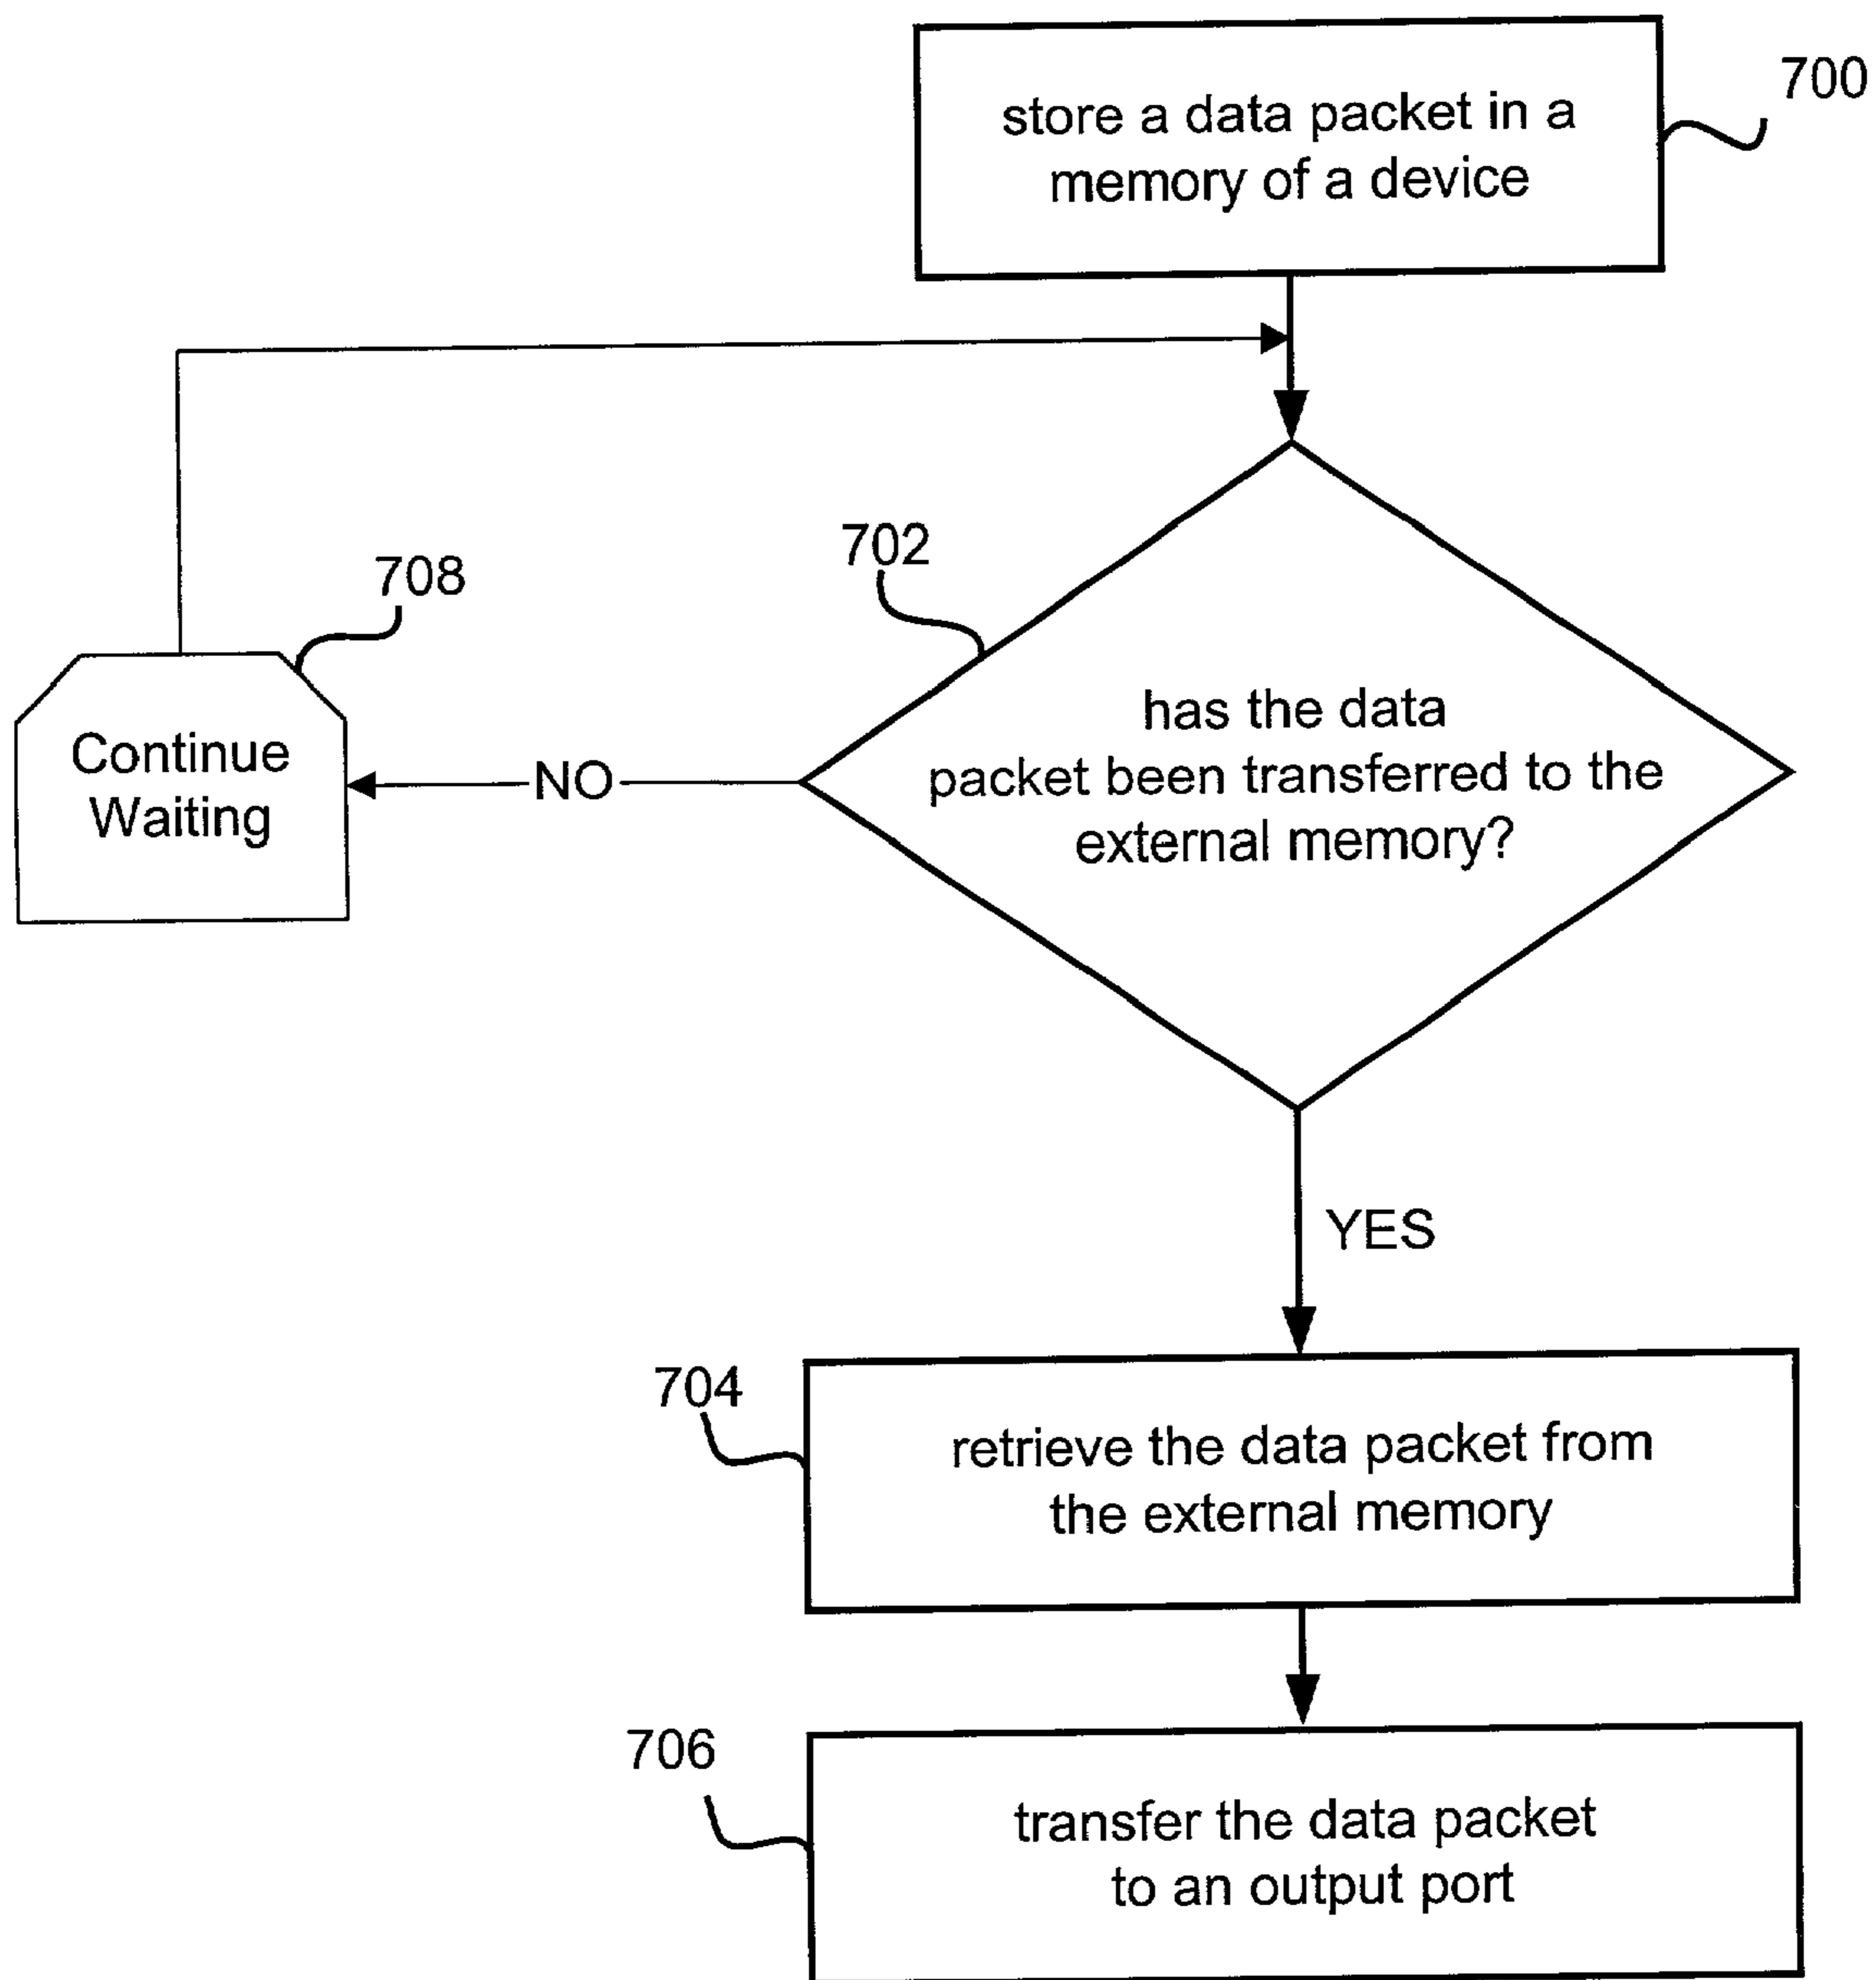 700
store a data packet in a
memory of a device
702
708
has the data
packet been transferred to the
external memory?
Continue
Waiting
NO
YES
704
retrieve the data packet from
the external memory
706
transfer the data packet
to an output port